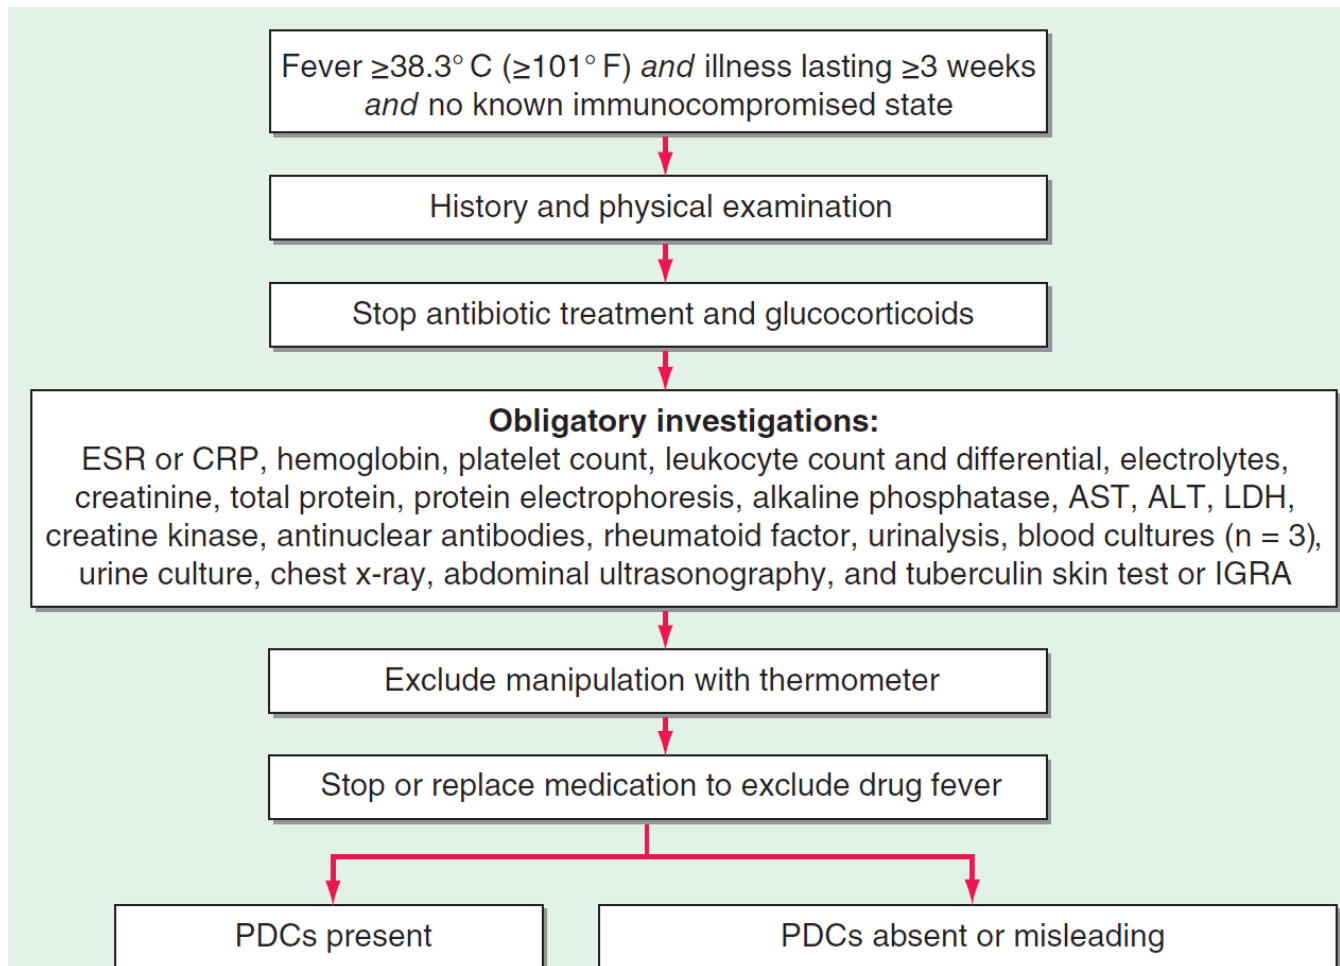 Fever ≥38.3° C (≥101° F) and illness lasting ≥3 weeks
and no known immunocompromised state
History and physical examination
Stop antibiotic treatment and glucocorticoids
Obligatory investigations:
ESR or CRP, hemoglobin, platelet count, leukocyte count and differential, electrolytes,
creatinine, total protein, protein electrophoresis, alkaline phosphatase, AST, ALT, LDH,
creatine kinase, antinuclear antibodies, rheumatoid factor, urinalysis, blood cultures (n = 3),
urine culture, chest x-ray, abdominal ultrasonography, and tuberculin skin test or IGRA
Exclude manipulation with thermometer
Stop or replace medication to exclude drug fever
PDCs present
PDCs absent or misleading